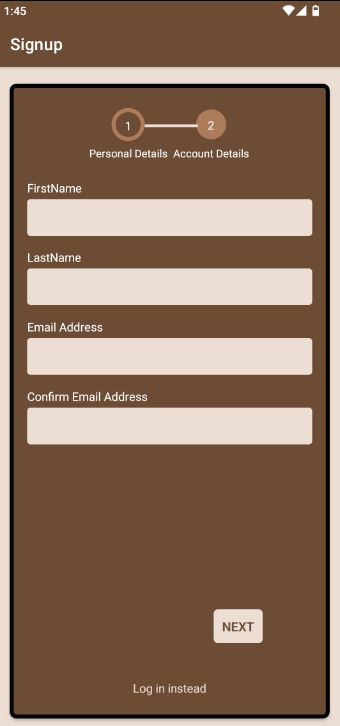 1:45
Signup
1 2
Personal Details Account Details
FirstName
LastName
Email Address
Confirm Email Address
NEXT
Log in instead